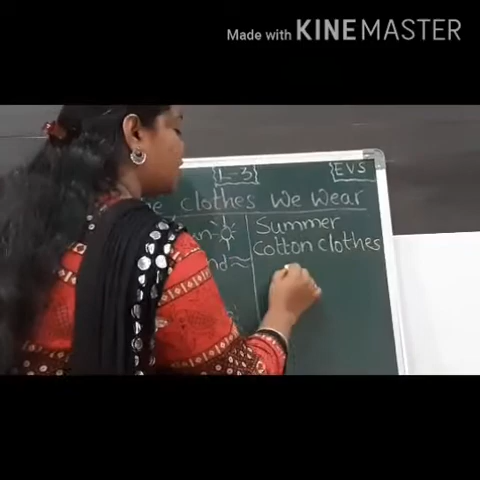 Made with KINEMASTER
L-3
EVS
Clothes We Wear
Summer
Cotton Clothes